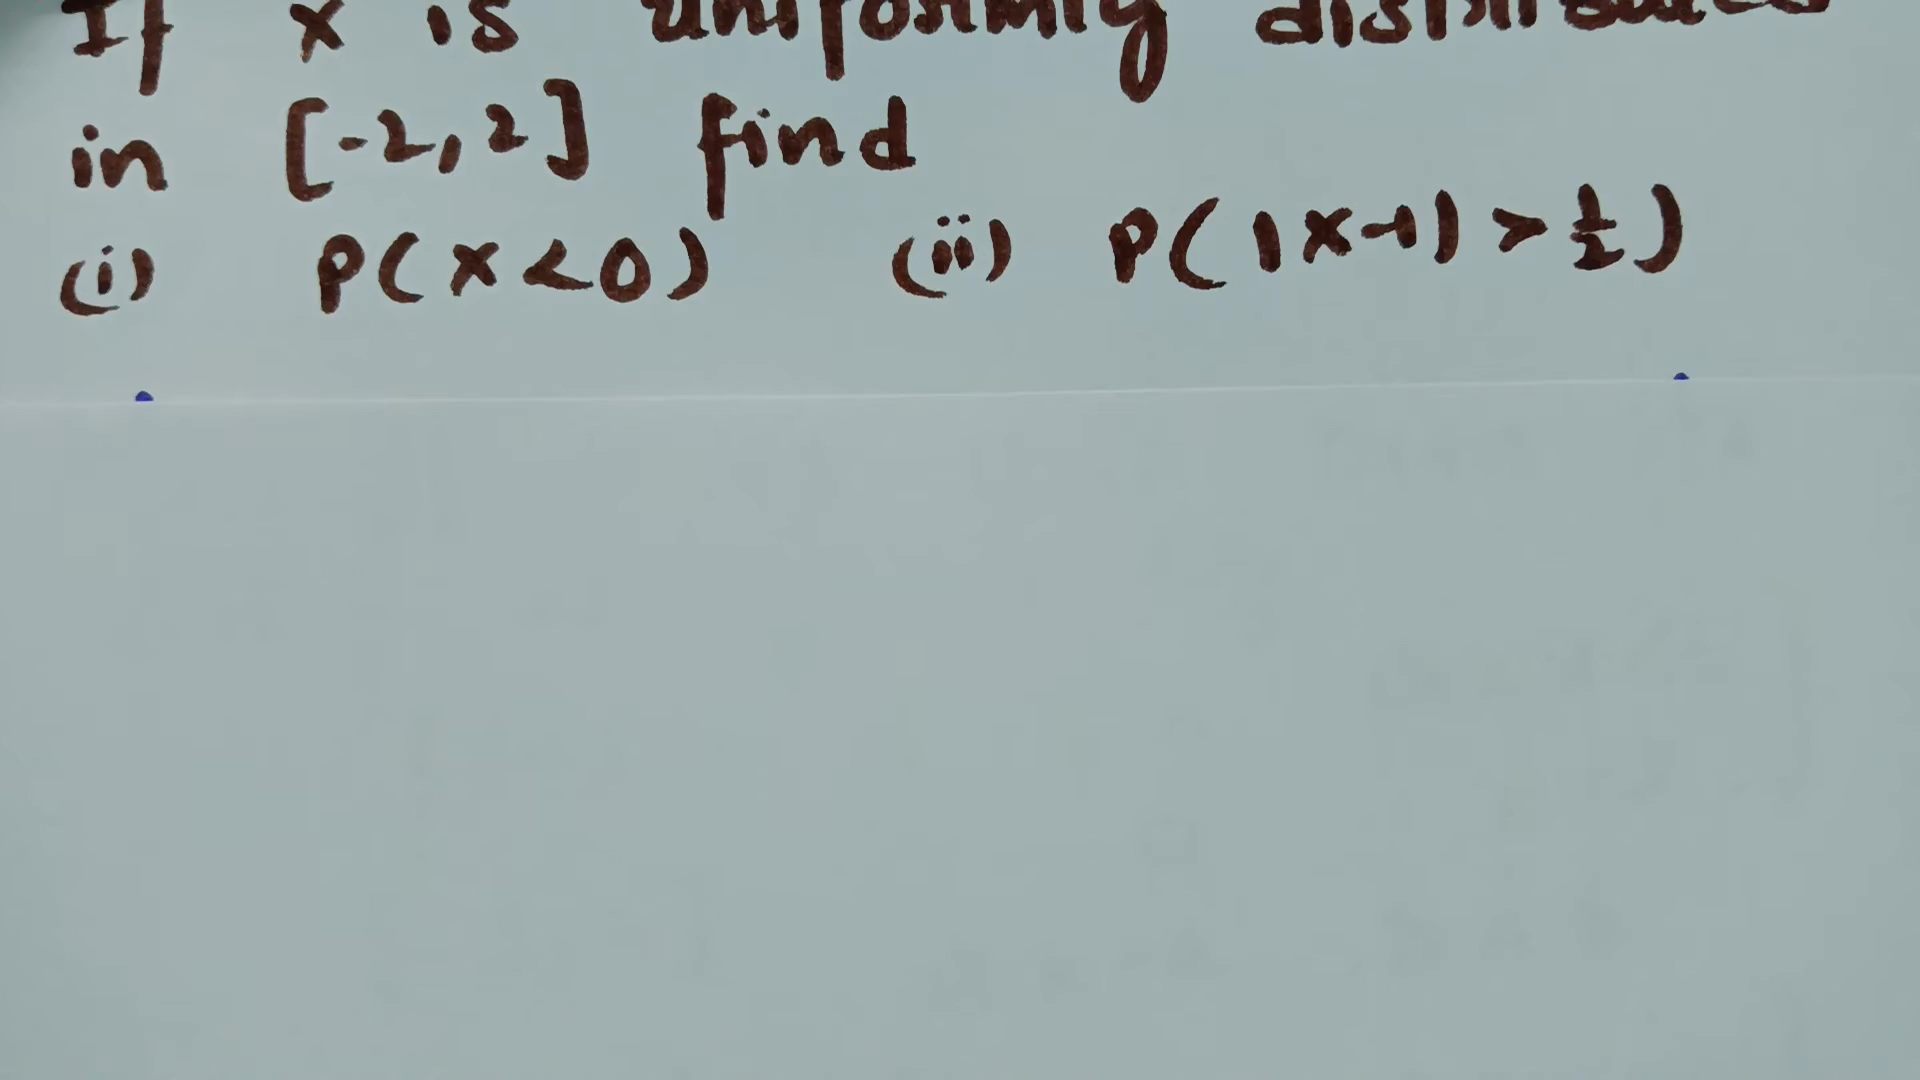 If x is uniformly distributed
in [-2,2] find
(i) P(x<0) (ii) P(|x-1|>1/2)